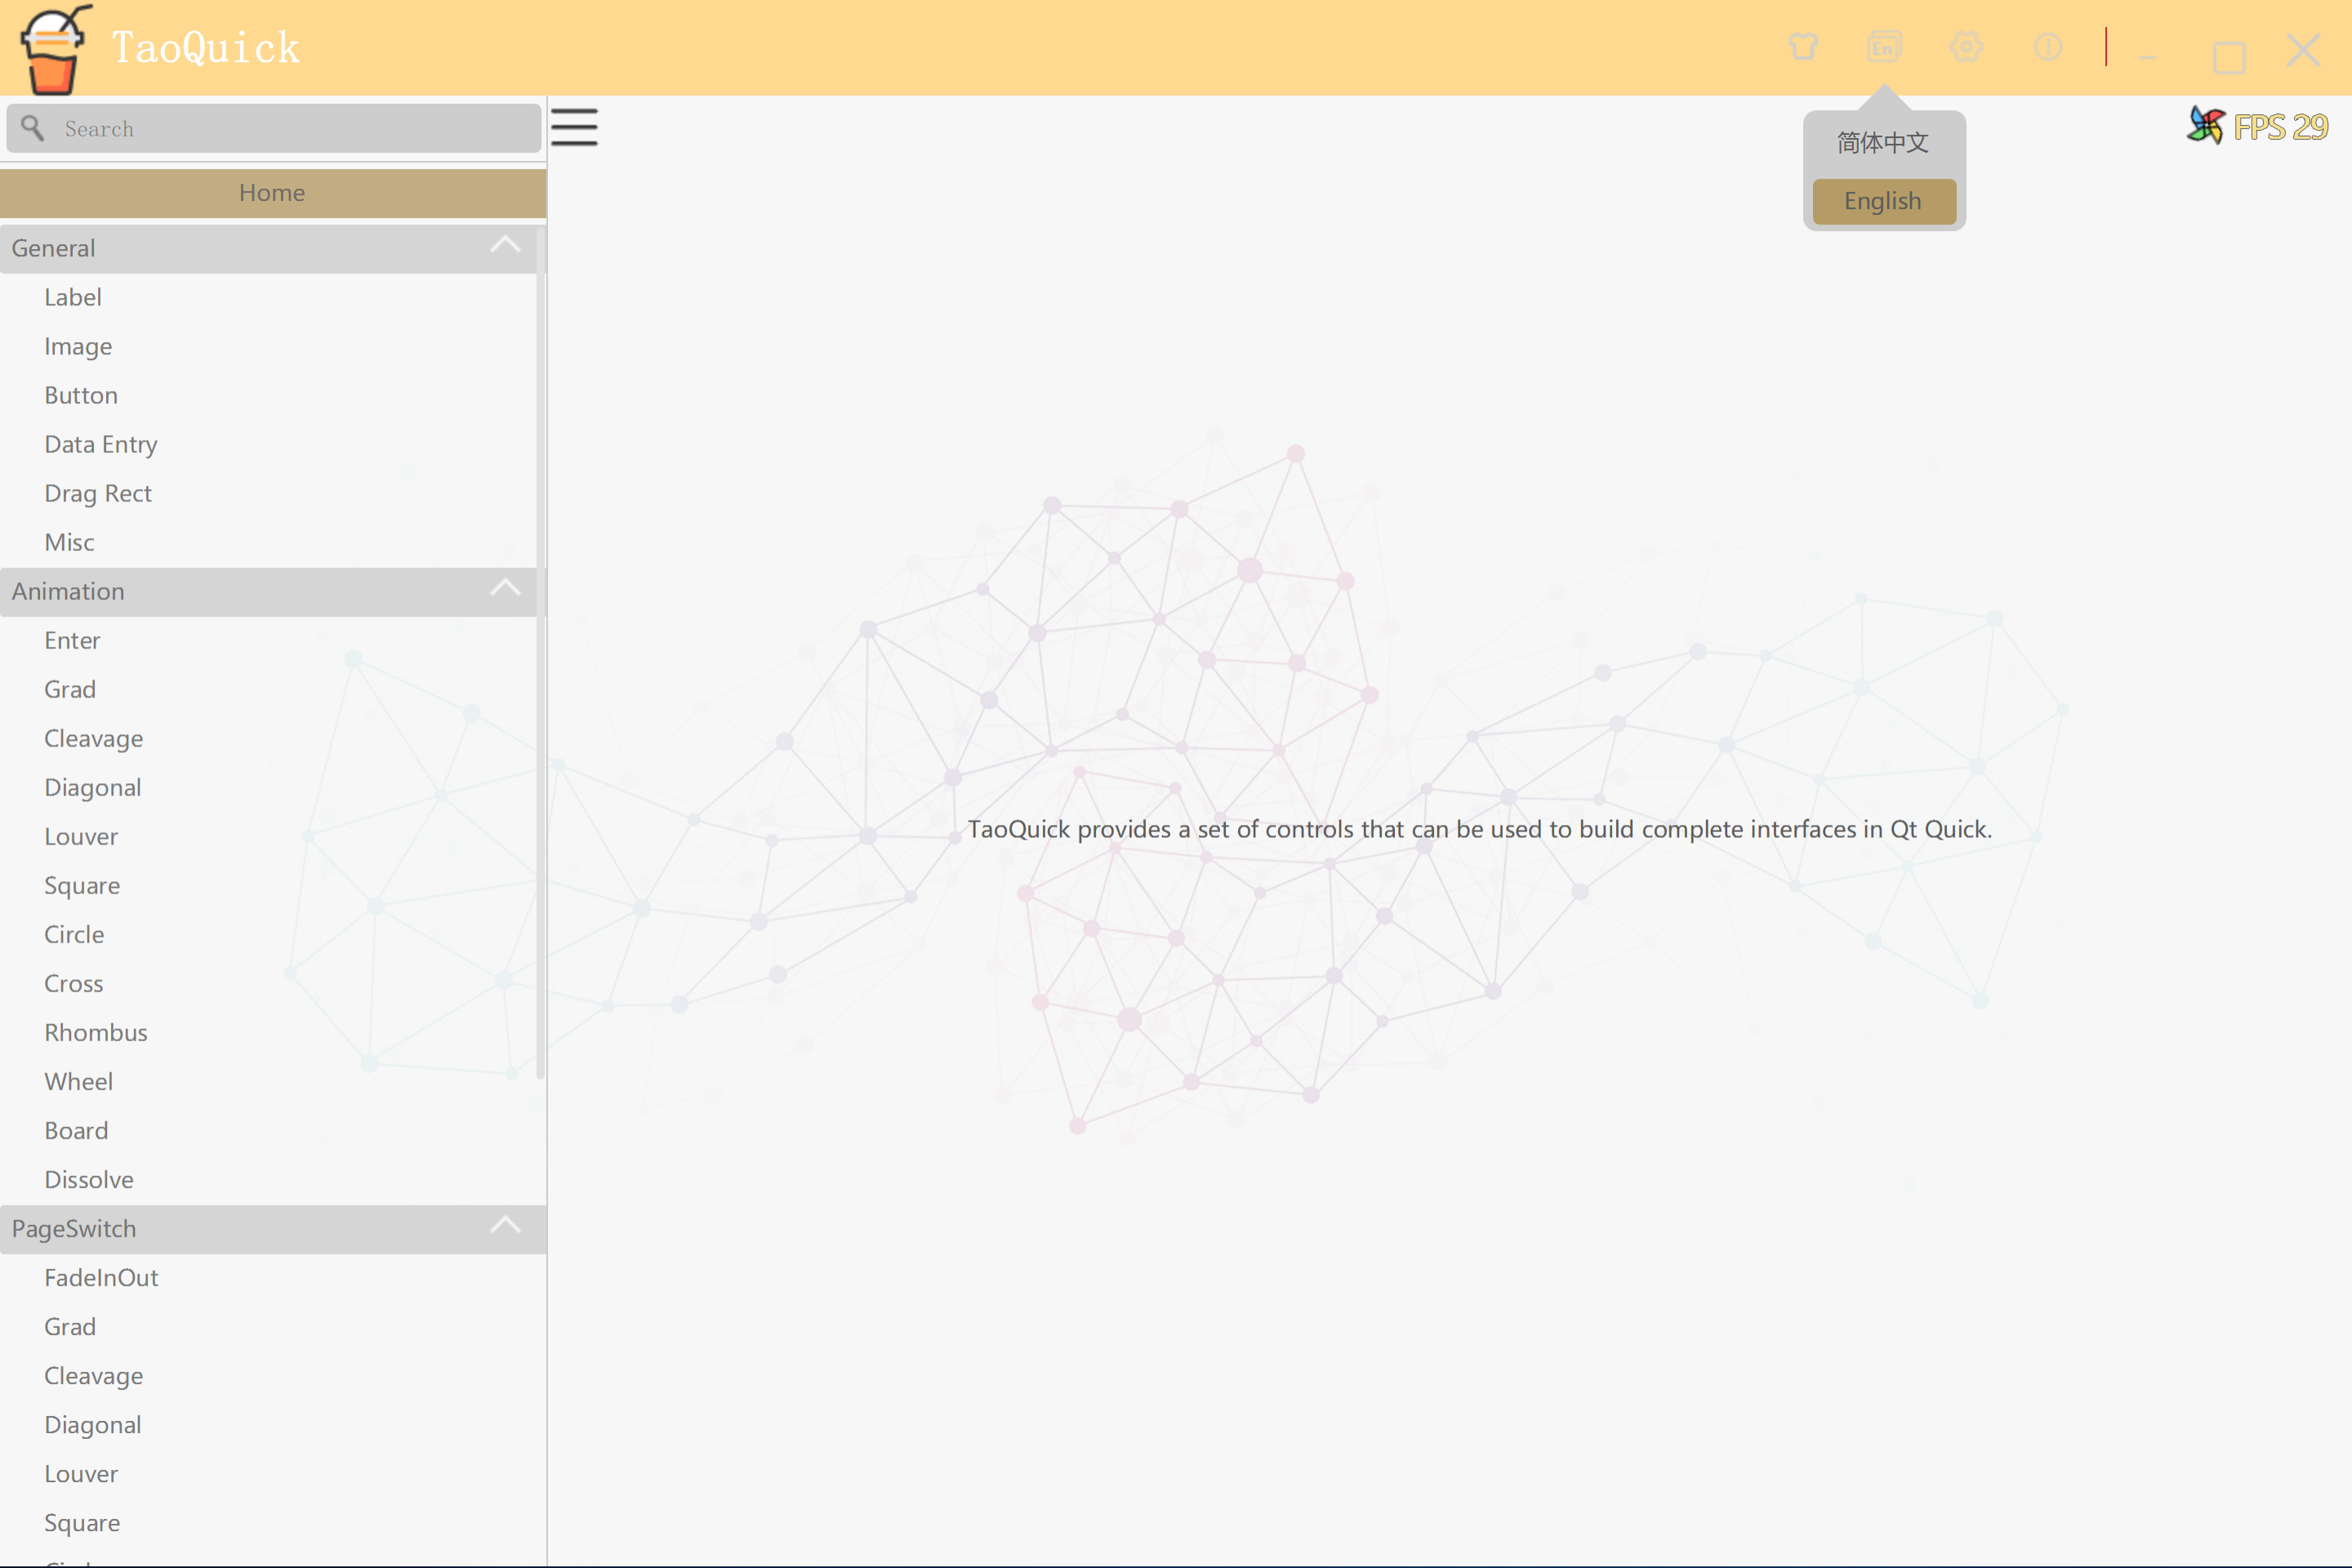 TaoQuick
En
Search
FPS 29
简体中文
English
Home
General
Label
Image
Button
Data Entry
Drag Rect
Misc
Animation
Enter
Grad
Cleavage
Diagonal
Louver
Square
Circle
Cross
Rhombus
Wheel
Board
Dissolve
PageSwitch
FadeInOut
Grad
Cleavage
Diagonal
Louver
Square
TaoQuick provides a set of controls that can be used to build complete interfaces in Qt Quick.